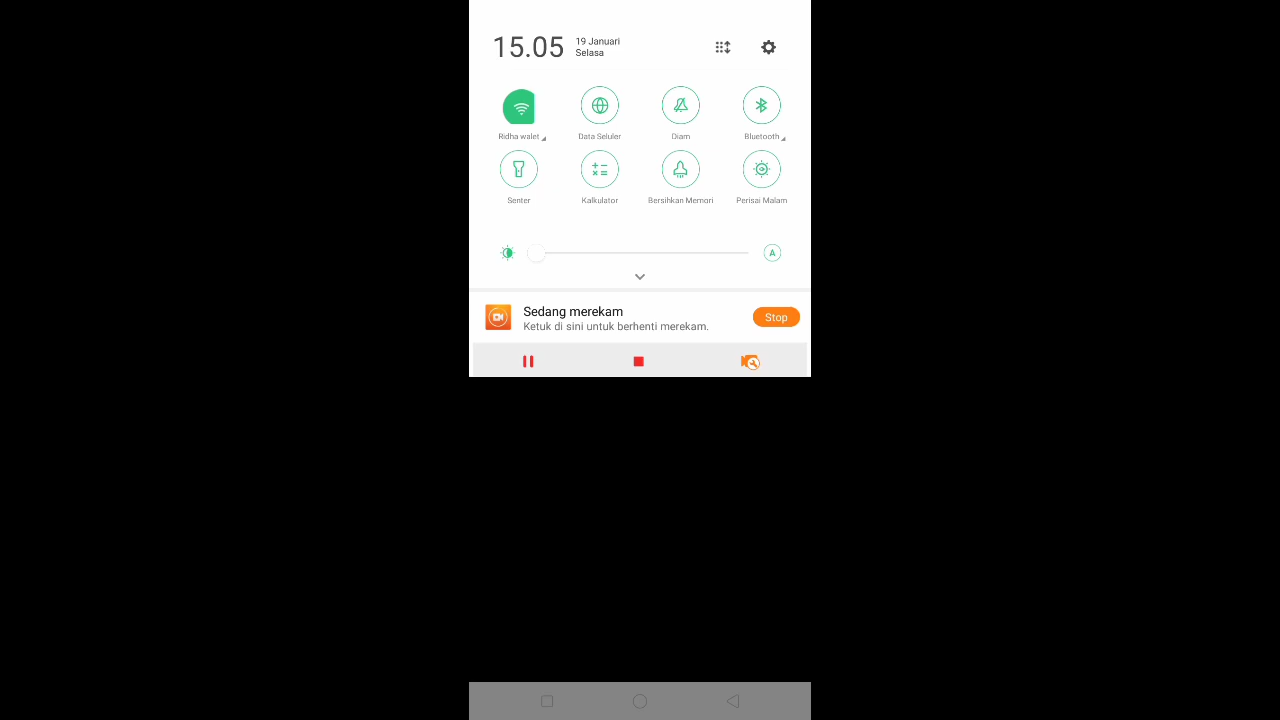 15.05
19 Januari
Selasa
Ridha walet
Data Seluler
Diam
Bluetooth
Senter
Kalkulator
Bersihkan Memori
Perisai Malam
A
Sedang merekam
Ketuk di sini untuk berhenti merekam.
Stop